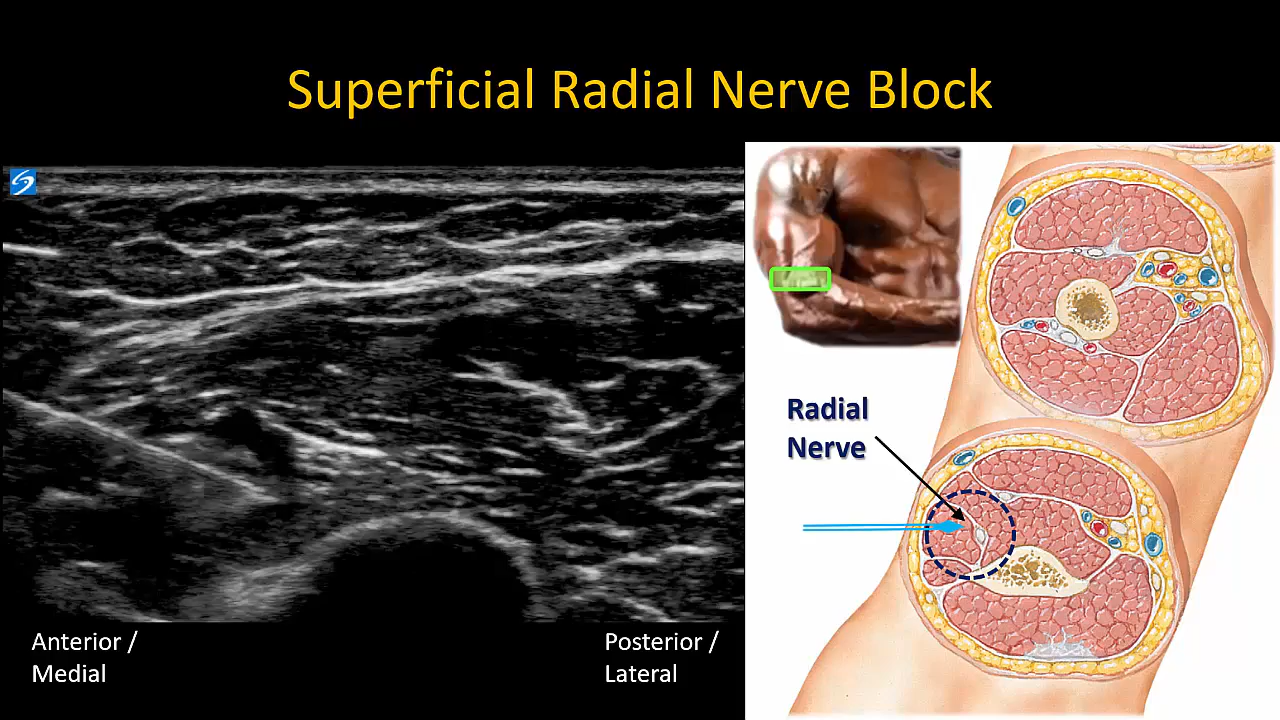 Superficial Radial Nerve Block
Radial
Nerve
Anterior /
Medial
Posterior /
Lateral